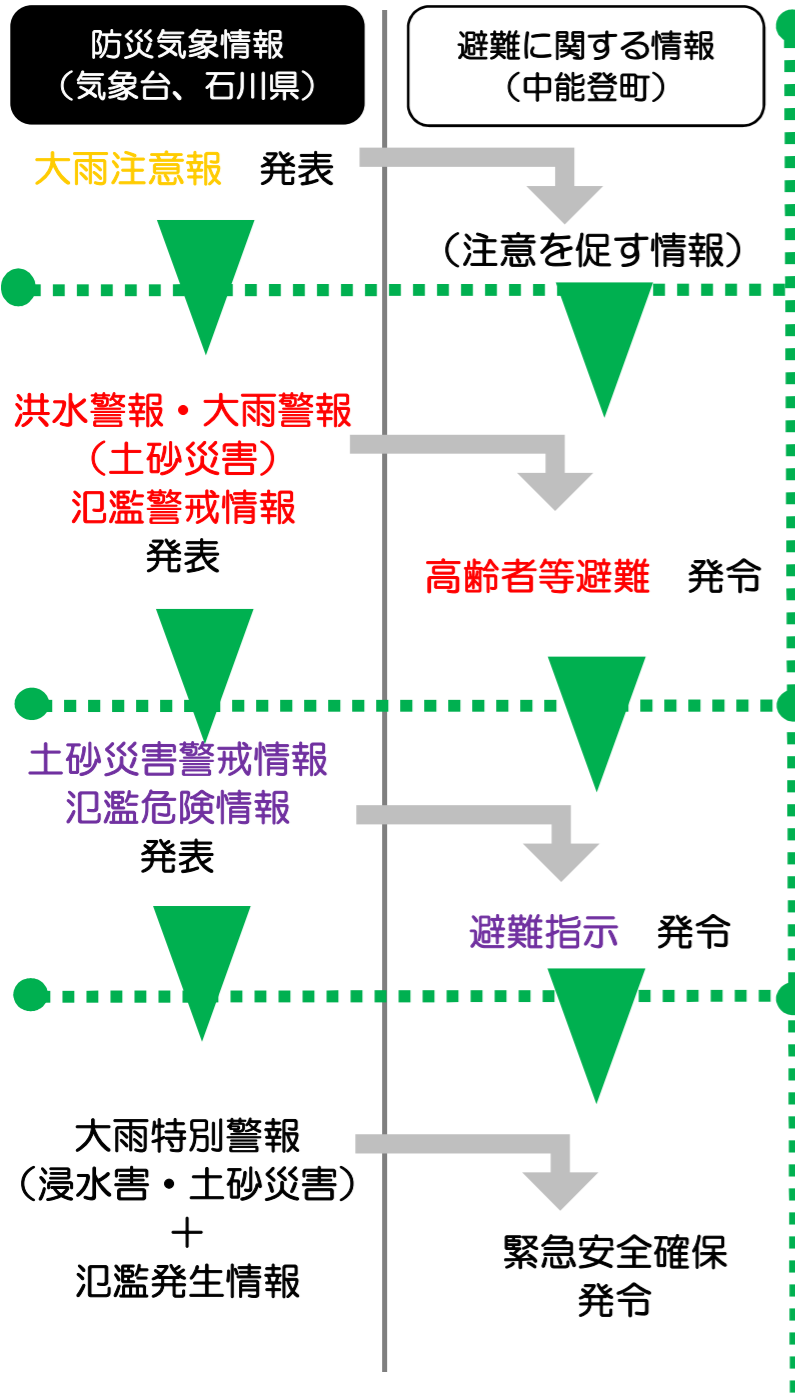 防災気象情報
（気象台、石川県）
避難に関する情報
（中能登町）
大雨注意報　発表
（注意を促す情報）
洪水警報・大雨警報
（土砂災害）
氾濫警戒情報
発表
高齢者等避難　発令
土砂災害警戒情報
氾濫危険情報
発表
避難指示　発令
大雨特別警報
（浸水害・土砂災害）
＋
氾濫発生情報
緊急安全確保
発令